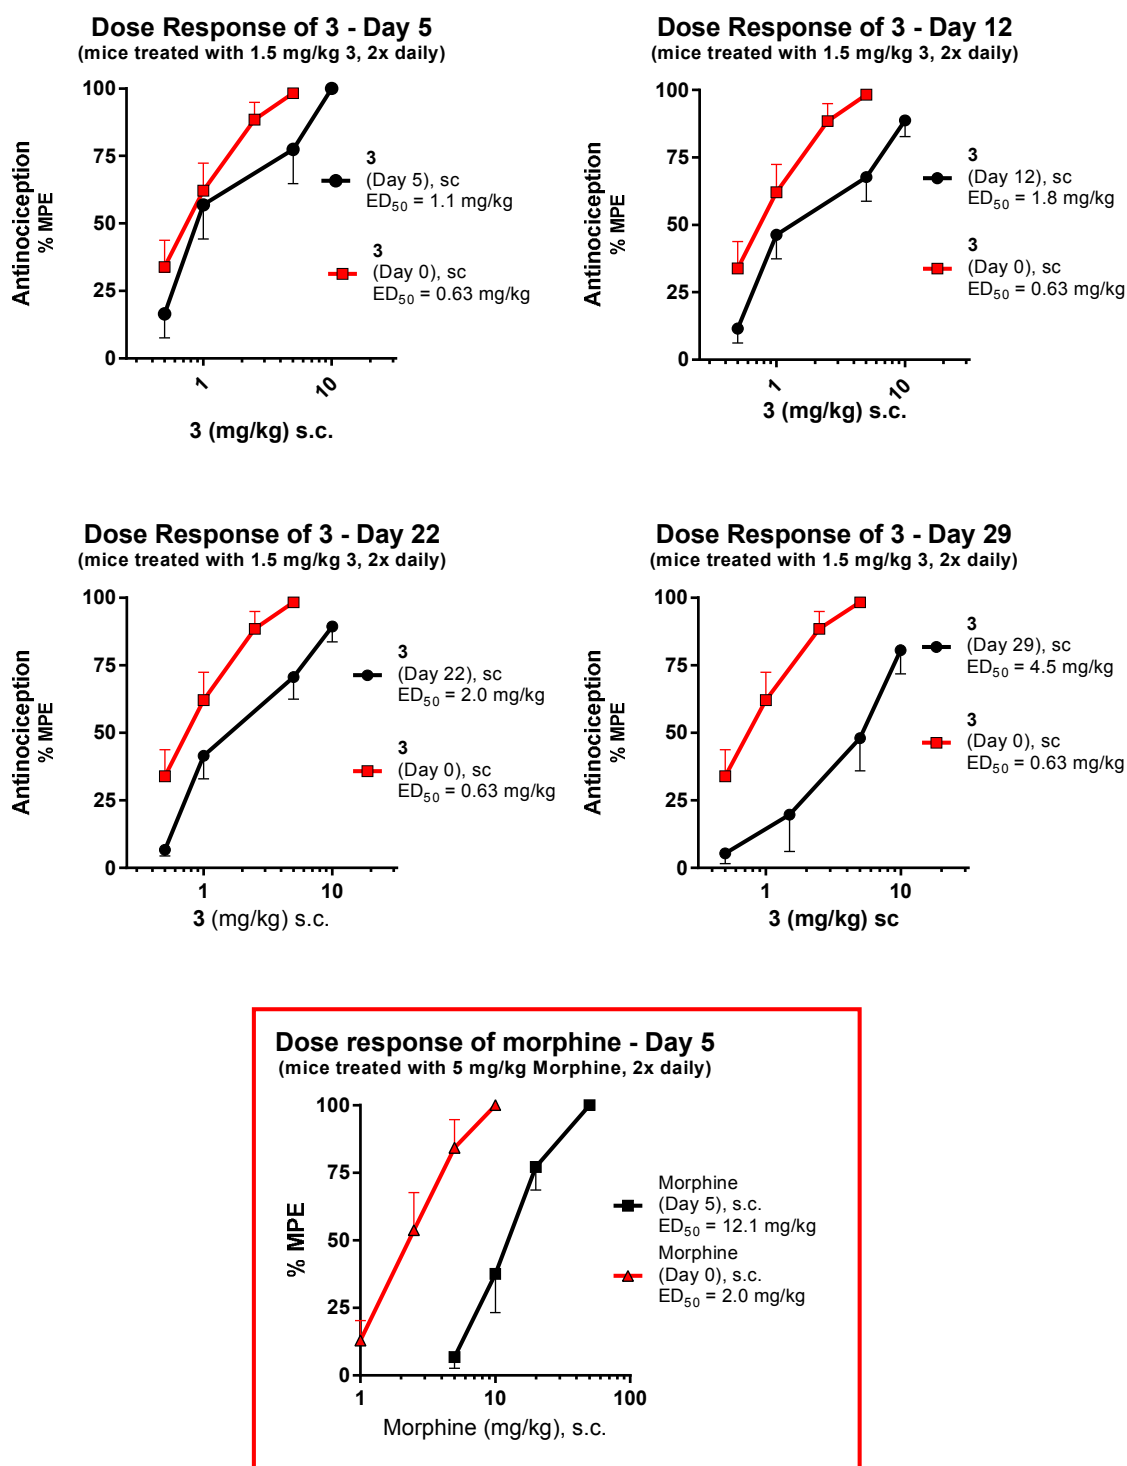 Dose Response of 3 - Day 5
(mice treated with 1.5 mg/kg 3, 2x daily)
Antinociception
% MPE
100
75
50
25
0
1
10
3 (mg/kg) s.c.
3
(Day 5), sc
ED50 = 1.1 mg/kg
3
(Day 0), sc
ED50 = 0.63 mg/kg
Dose Response of 3 - Day 12
(mice treated with 1.5 mg/kg 3, 2x daily)
Antinociception
% MPE
100
75
50
25
0
1
10
3 (mg/kg) s.c.
3
(Day 12), sc
ED50 = 1.8 mg/kg
3
(Day 0), sc
ED50 = 0.63 mg/kg
Dose Response of 3 - Day 22
(mice treated with 1.5 mg/kg 3, 2x daily)
Antinociception
% MPE
100
75
50
25
0
1
10
3 (mg/kg) s.c.
3
(Day 22), sc
ED50 = 2.0 mg/kg
3
(Day 0), sc
ED50 = 0.63 mg/kg
Dose Response of 3 - Day 29
(mice treated with 1.5 mg/kg 3, 2x daily)
Antinociception
% MPE
100
75
50
25
0
1
10
3 (mg/kg) sc
3
(Day 29), sc
ED50 = 4.5 mg/kg
3
(Day 0), sc
ED50 = 0.63 mg/kg
Dose response of morphine - Day 5
(mice treated with 5 mg/kg Morphine, 2x daily)
% MPE
100
75
50
25
0
1
10
100
Morphine (mg/kg), s.c.
Morphine
(Day 5), s.c.
ED50 = 12.1 mg/kg
Morphine
(Day 0), s.c.
ED50 = 2.0 mg/kg